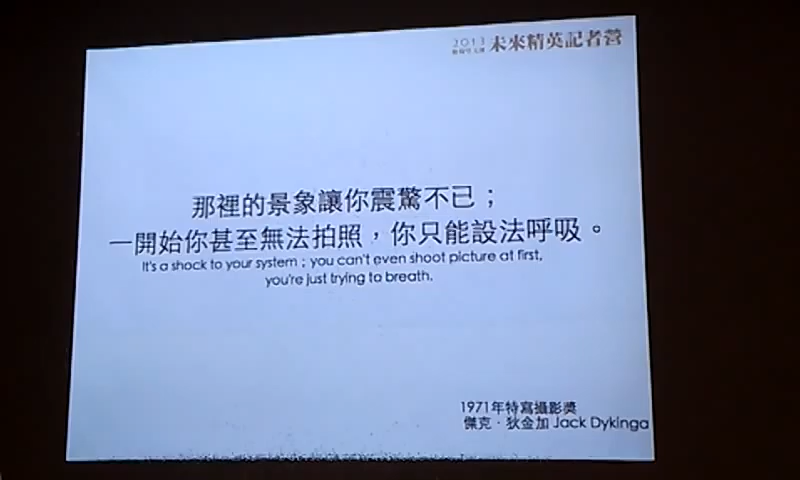 2013
未來精英記者營
那裡的景象讓你震驚不已；
一開始你甚至無法拍照，你只能設法呼吸。
It's a shock to your system ; you can't even shoot picture at first,
you're just trying to breath.
1971年特寫攝影獎
傑克·狄金加 Jack Dykinga